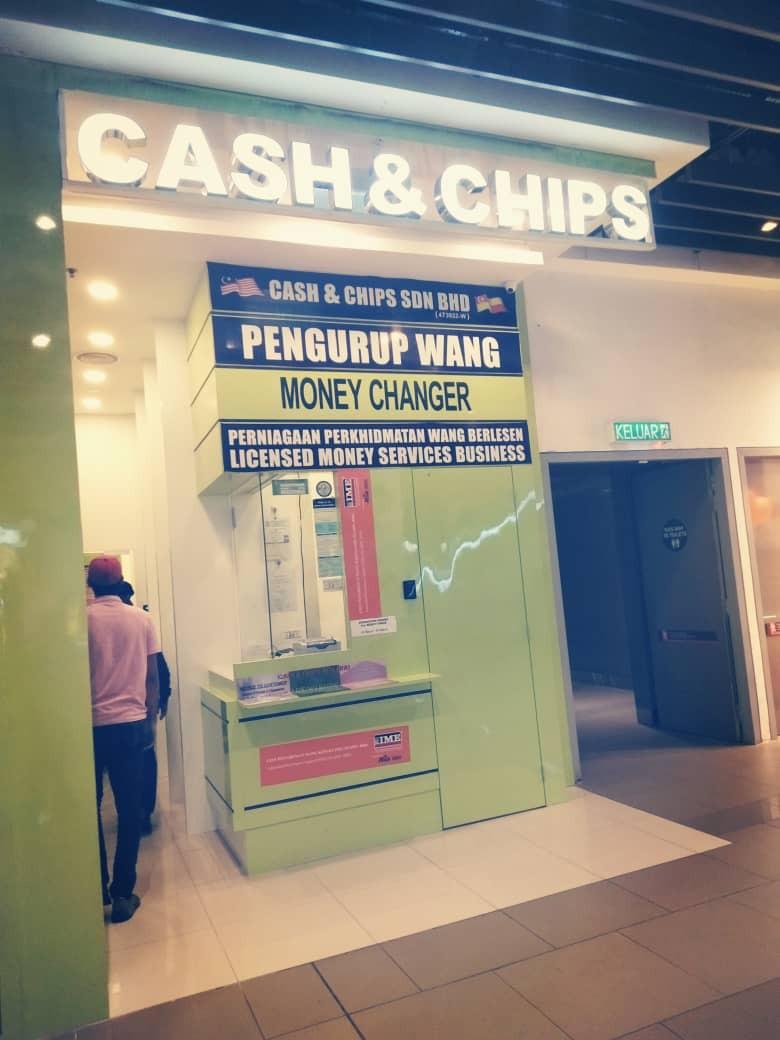 CASH & CHIPS
CASH & CHIPS SDN BHD
(473922-W)
PENGURUP WANG
MONEY CHANGER
PERNIAGAAN PERKHIDMATAN WANG BERLESEN
LICENSED MONEY SERVICES BUSINESS
KELUAR
IME
IME